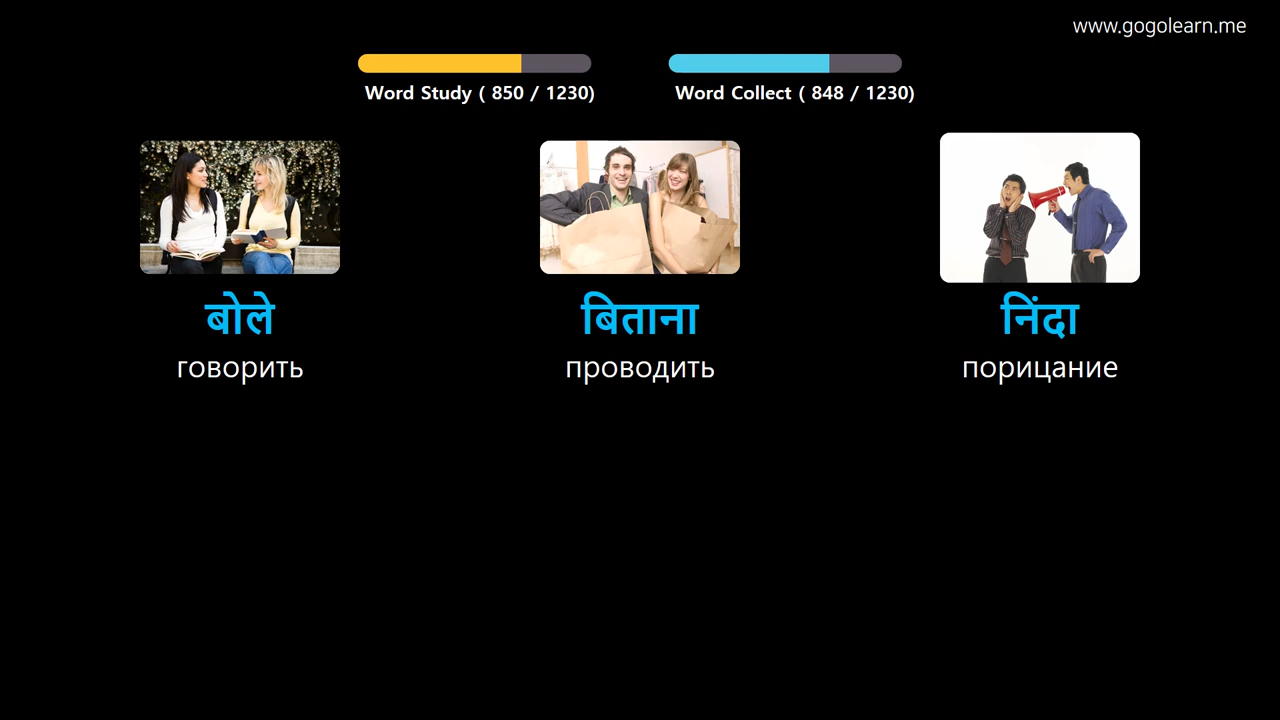 www.gogolearn.me
Word Study ( 850 / 1230)
Word Collect ( 848 / 1230)
बोले
बिताना
निंदा
говорить
проводить
порицание